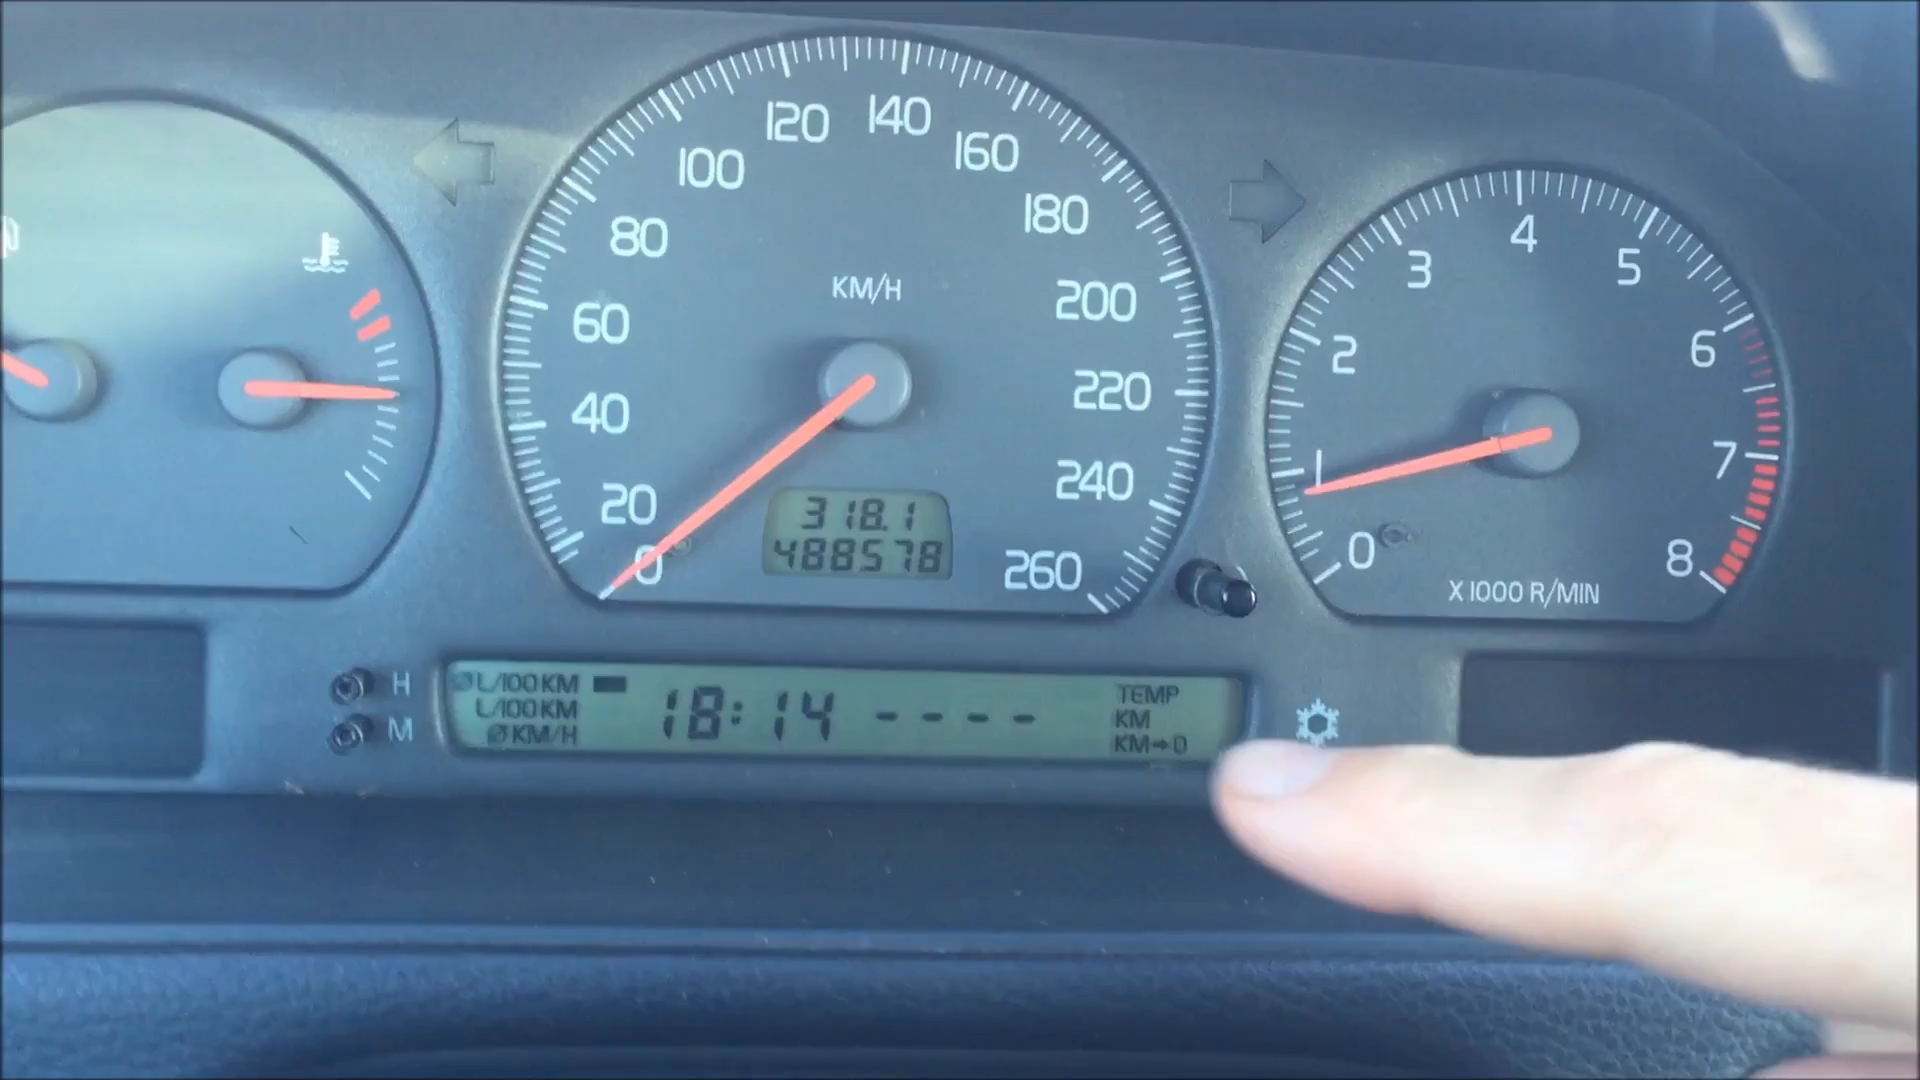 120
140
100
160
80
180
KM/H
60
200
40
220
20
240
0
260
318.1
488578
4
3
5
2
6
1
7
0
8
X 1000 R/MIN
H
M
Ø L/100 KM
L/100 KM
Ø KM/H
18:14
- - - -
TEMP
KM
KM→0